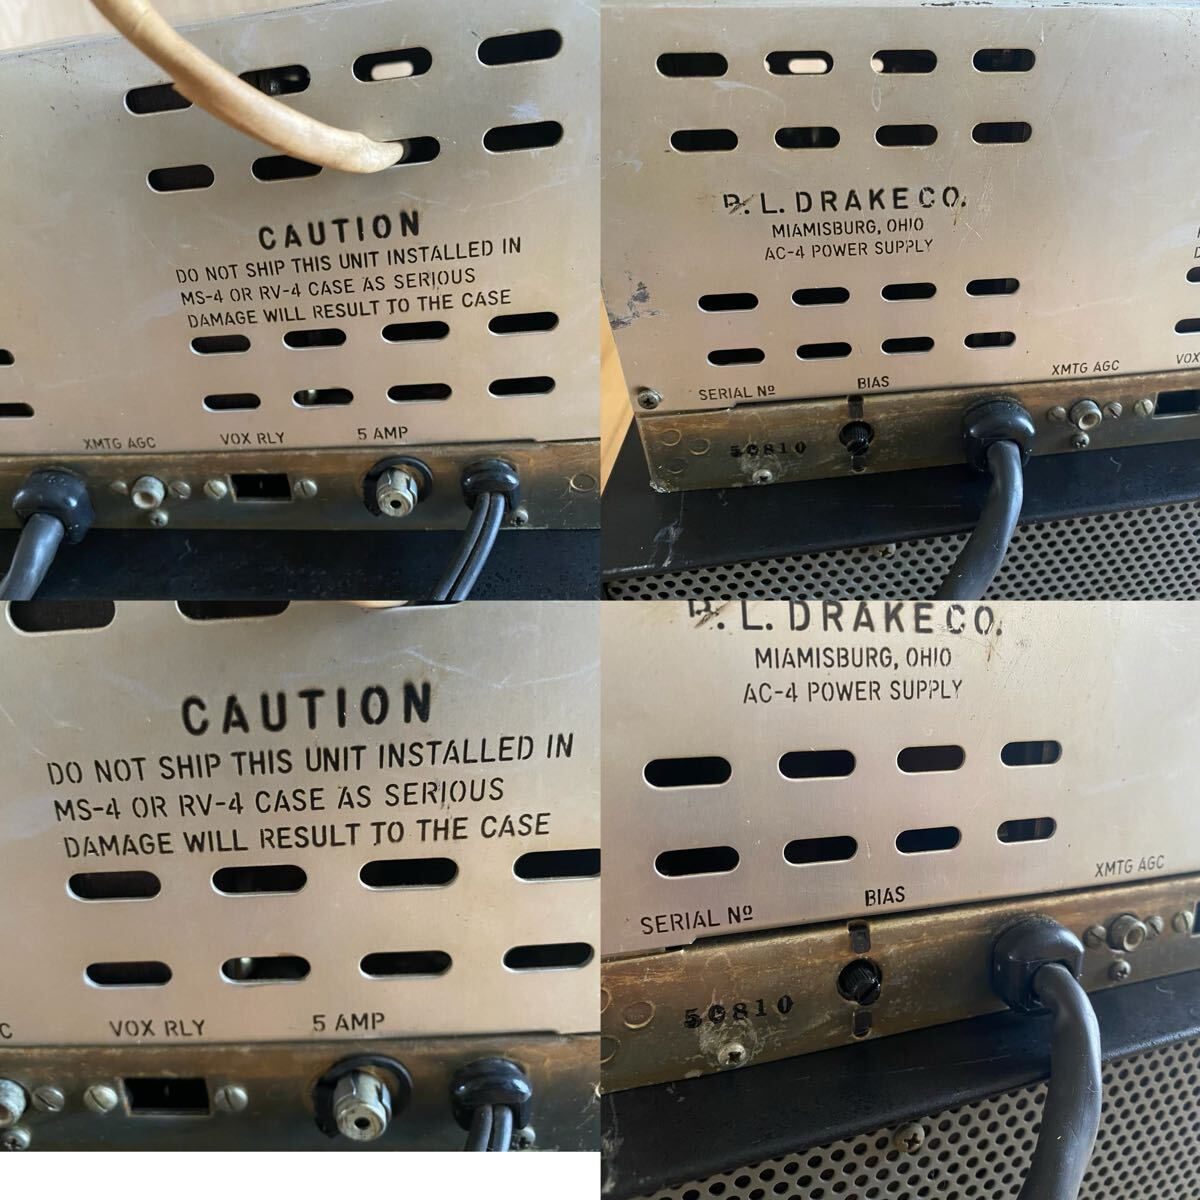 CAUTION
DO NOT SHIP THIS UNIT INSTALLED IN
MS-4 OR RV-4 CASE AS SERIOUS
DAMAGE WILL RESULT TO THE CASE
XMTG AGC
VOX RLY
5 AMP
R. L. DRAKE CO.
MIAMISBURG, OHIO
AC-4 POWER SUPPLY
SERIAL Nº
BIAS
XMTG AGC
VOX
810
CAUTION
DO NOT SHIP THIS UNIT INSTALLED IN
MS-4 OR RV-4 CASE AS SERIOUS
DAMAGE WILL RESULT TO THE CASE
C
VOX RLY
5 AMP
R. L. DRAKE CO.
MIAMISBURG, OHIO
AC-4 POWER SUPPLY
XMTG AGC
BIAS
SERIAL Nº
810